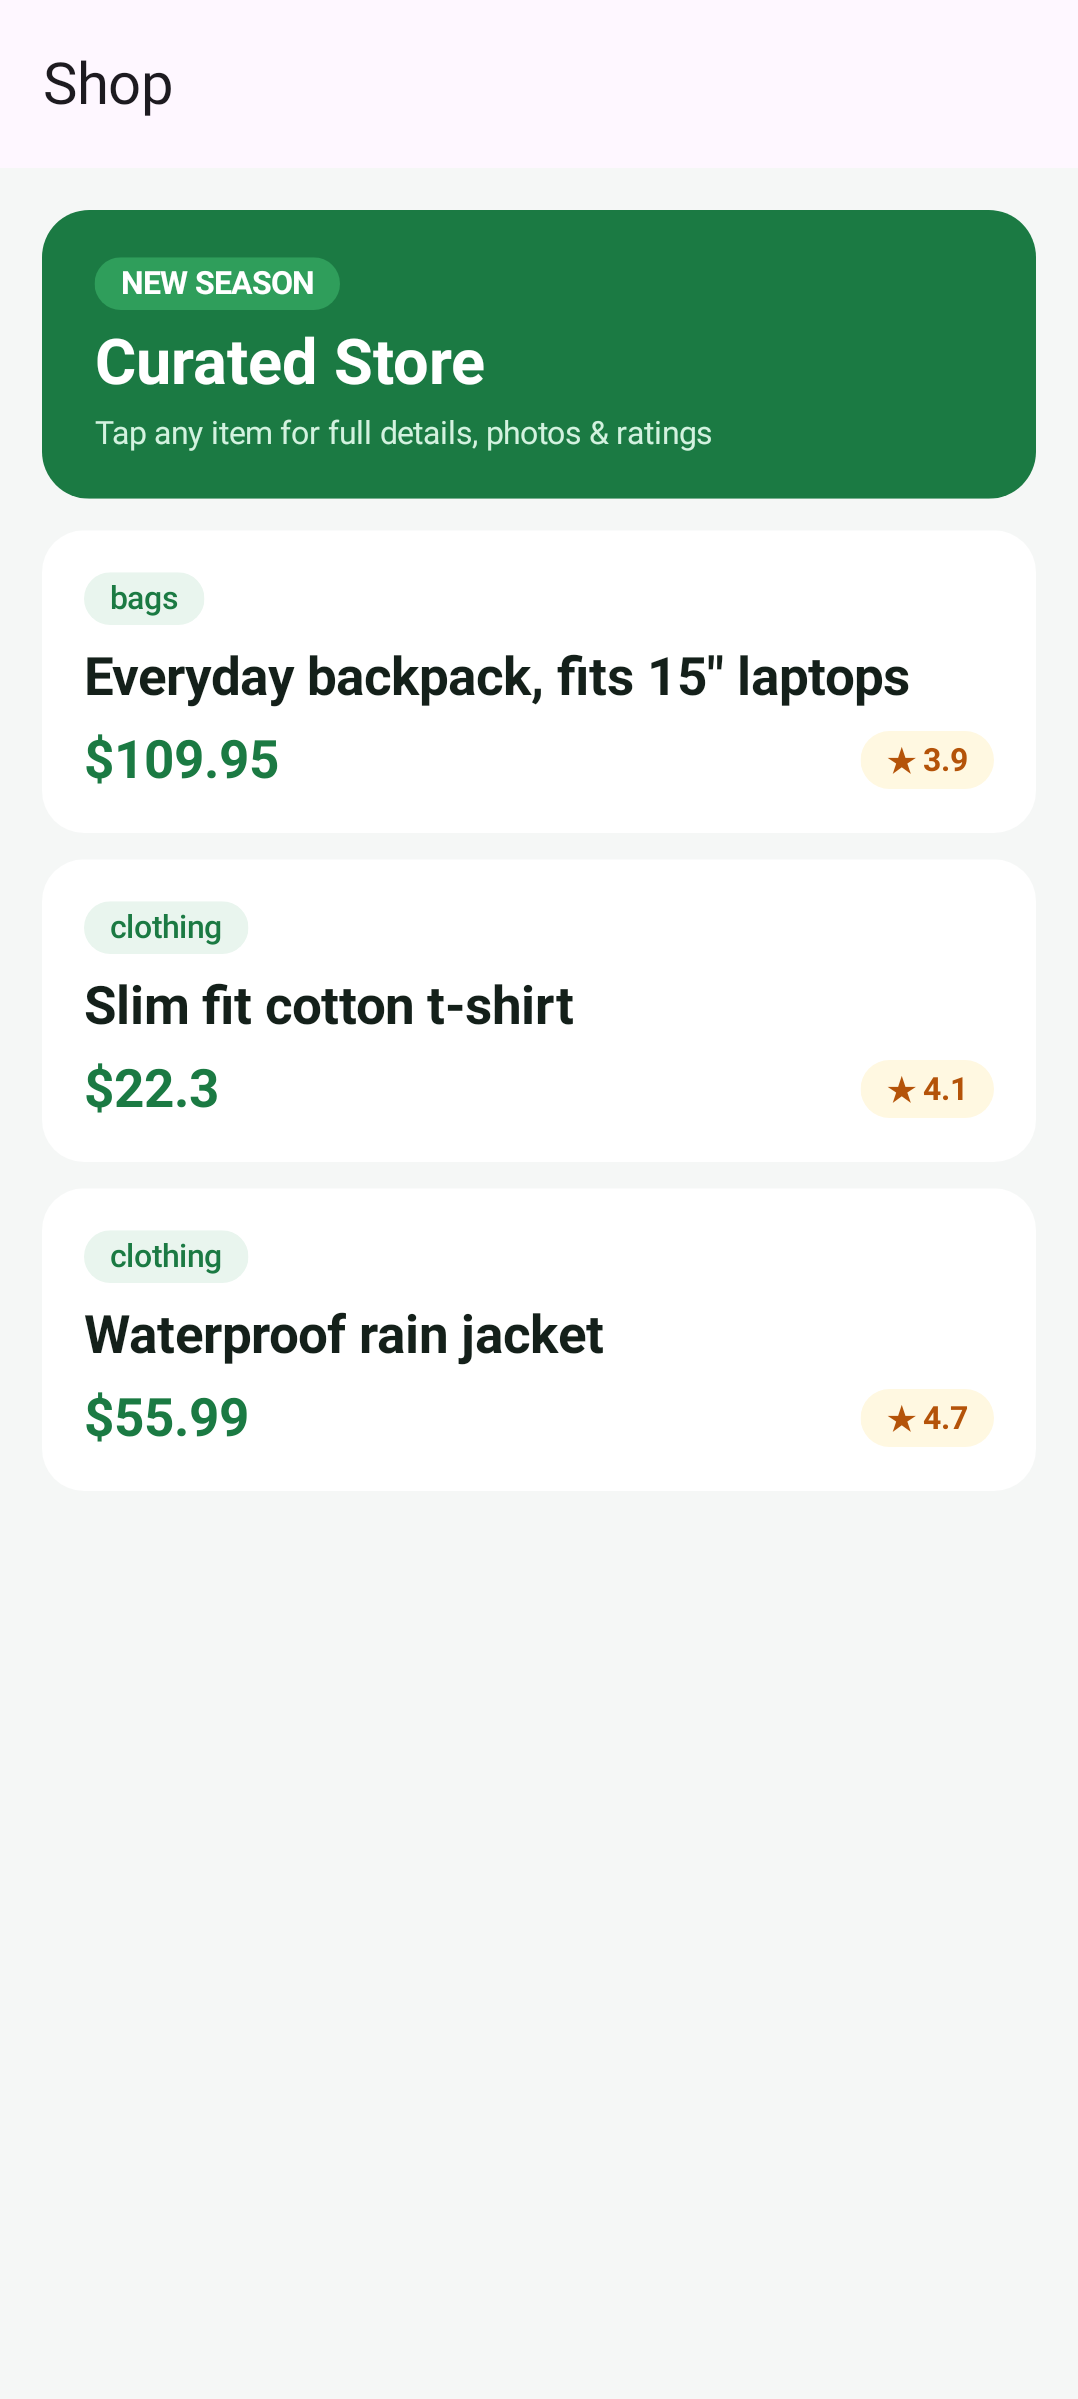 Shop
NEW SEASON
Curated Store
Tap any item for full details, photos & ratings
bags
Everyday backpack, fits 15" laptops
$109.95
★ 3.9
clothing
Slim fit cotton t-shirt
$22.3
★ 4.1
clothing
Waterproof rain jacket
$55.99
★ 4.7